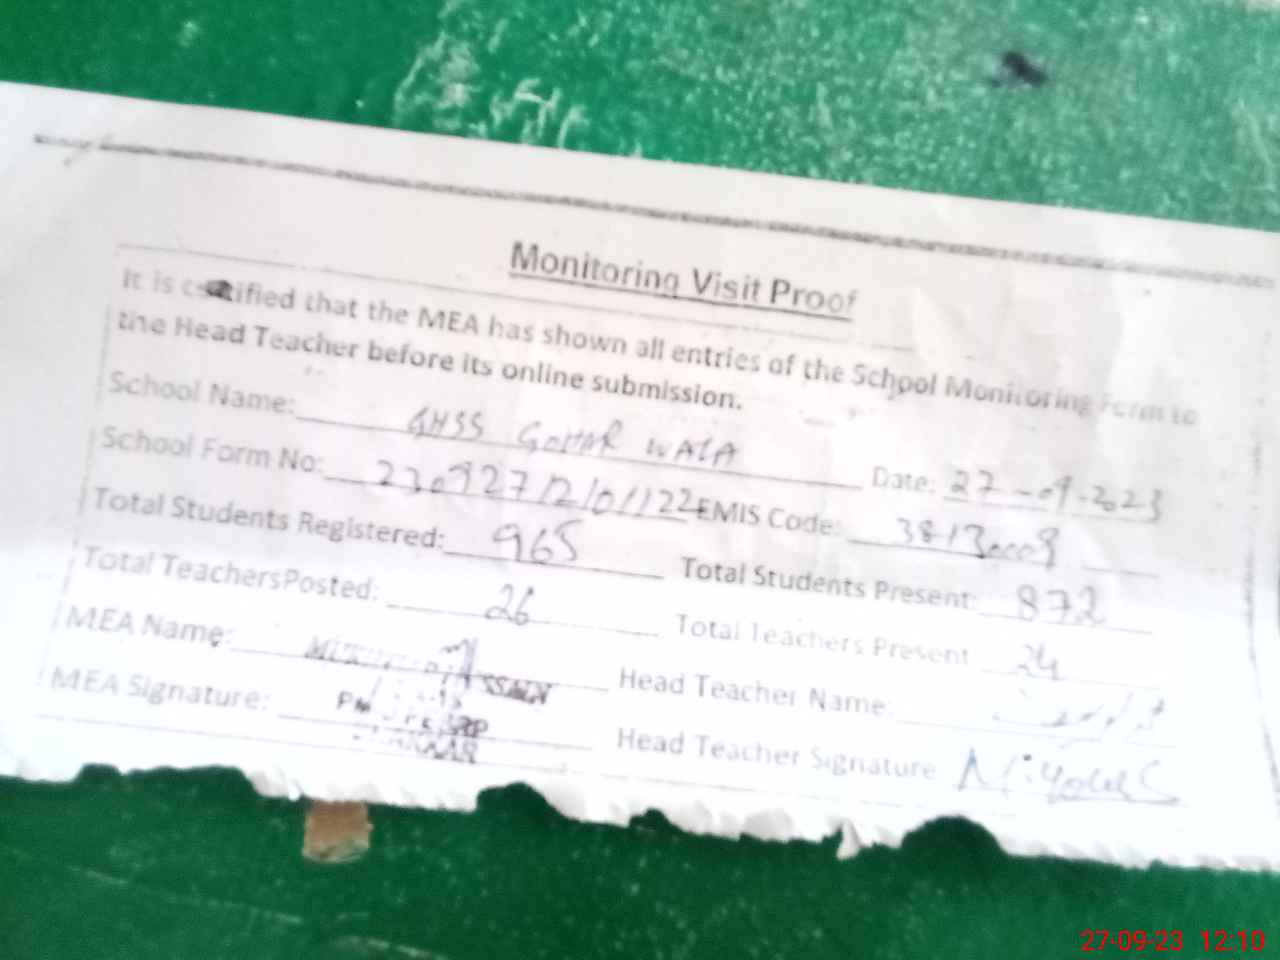 Monitoring Visit Proof
It is certified that the MEA has shown all entries of the School Monitoring Form to
the Head Teacher before its online submission.
School Name: GHSS GOHAR WALA Date: 27-09-2023
School Form No: 23092712101122 EMIS Code: 38130009
Total Students Registered: 965 Total Students Present: 872
Total TeachersPosted: 26 Total Teachers Present 24
MEA Name: Head Teacher Name:
MEA Signature: Head Teacher Signature
27-09-23 12:10